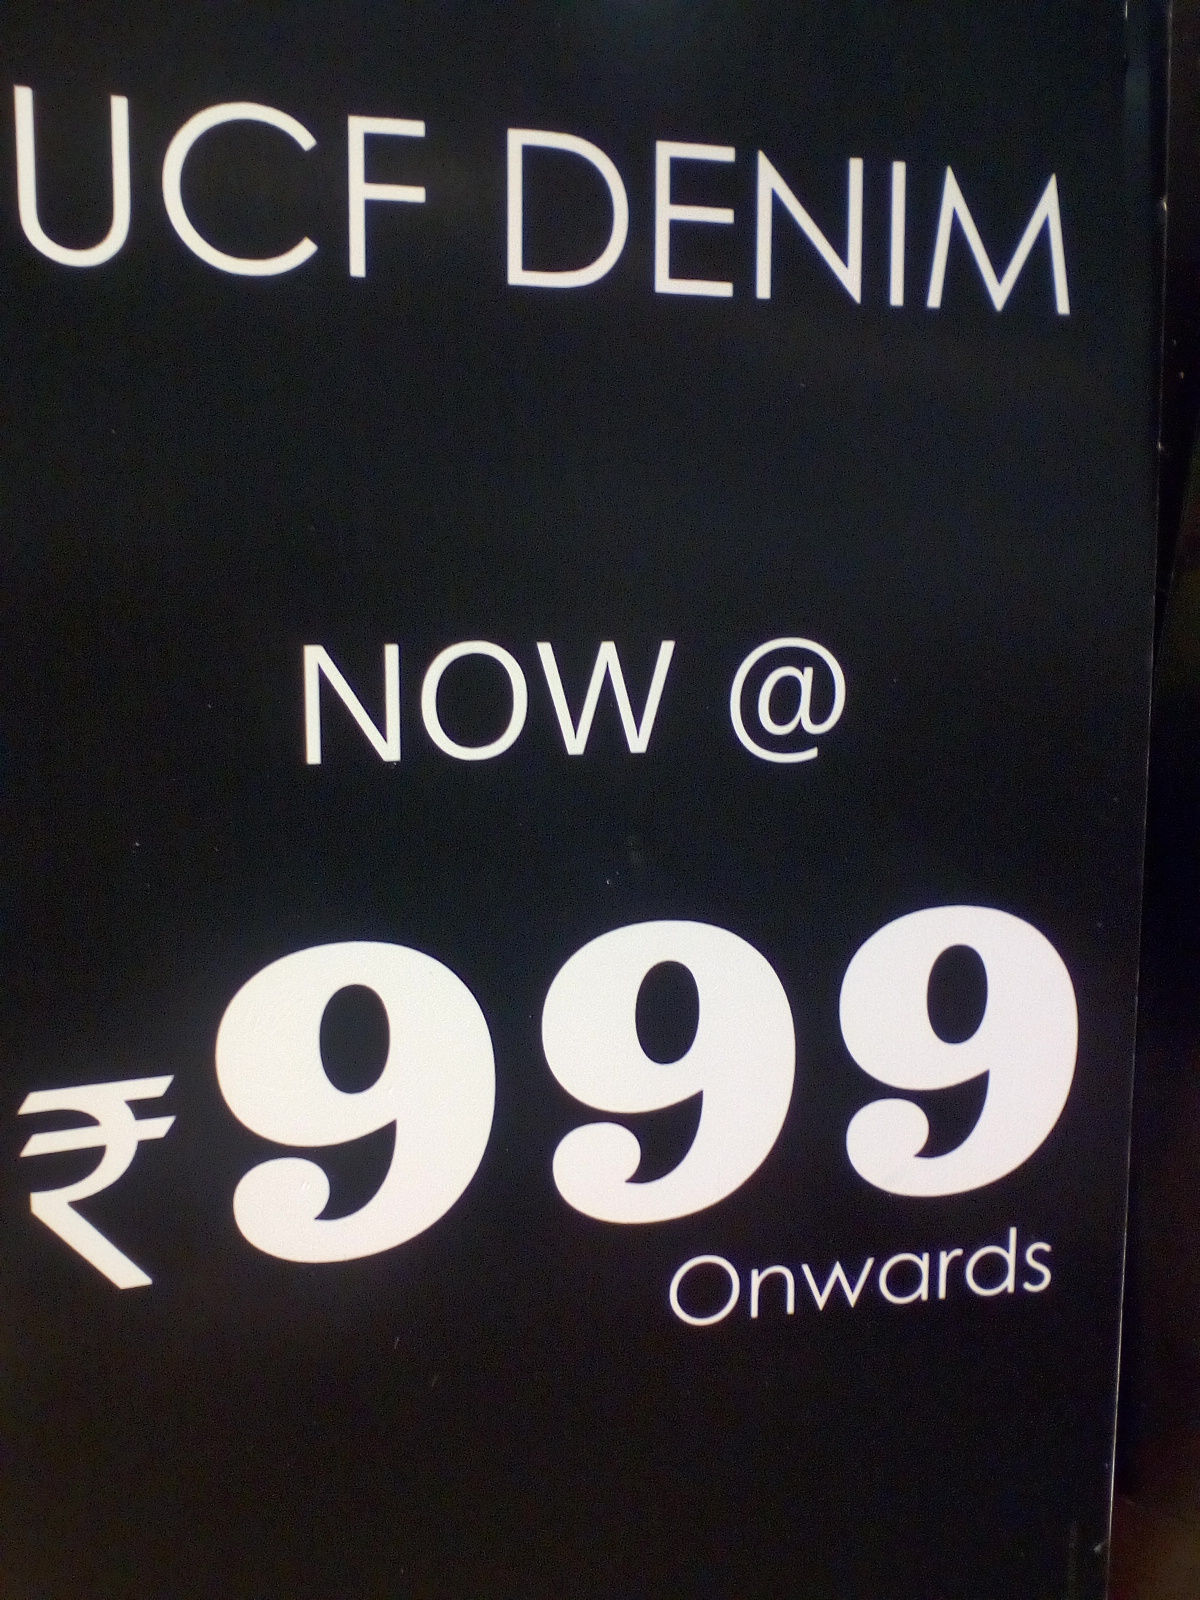 UCF DENIM
NOW @
₹999
Onwards